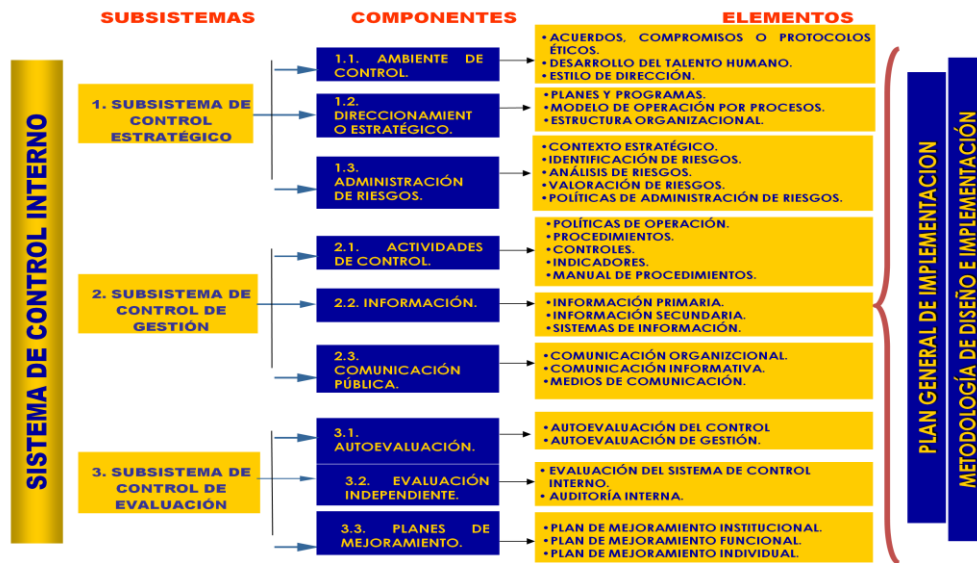 SUBSISTEMAS
COMPONENTES
ELEMENTOS
SISTEMA DE CONTROL INTERNO
1. SUBSISTEMA DE
CONTROL
ESTRATÉGICO
1.1. AMBIENTE DE
CONTROL.
• ACUERDOS, COMPROMISOS O PROTOCOLOS
ÉTICOS.
• DESARROLLO DEL TALENTO HUMANO.
• ESTILO DE DIRECCIÓN.
1.2.
DIRECCIONAMIENT
O ESTRATÉGICO.
• PLANES Y PROGRAMAS.
• MODELO DE OPERACIÓN POR PROCESOS.
• ESTRUCTURA ORGANIZACIONAL.
1.3.
ADMINISTRACIÓN
DE RIESGOS.
• CONTEXTO ESTRATÉGICO.
• IDENTIFICACIÓN DE RIESGOS.
• ANÁLISIS DE RIESGOS.
• VALORACIÓN DE RIESGOS.
• POLÍTICAS DE ADMINISTRACIÓN DE RIESGOS.
2. SUBSISTEMA DE
CONTROL DE
GESTIÓN
2.1. ACTIVIDADES
DE CONTROL.
• POLÍTICAS DE OPERACIÓN.
• PROCEDIMIENTOS.
• CONTROLES.
• INDICADORES.
• MANUAL DE PROCEDIMIENTOS.
2.2. INFORMACIÓN.
• INFORMACIÓN PRIMARIA.
• INFORMACIÓN SECUNDARIA.
• SISTEMAS DE INFORMACIÓN.
2.3.
COMUNICACIÓN
PÚBLICA.
• COMUNICACIÓN ORGANIZCIONAL.
• COMUNICACIÓN INFORMATIVA.
• MEDIOS DE COMUNICACIÓN.
3. SUBSISTEMA DE
CONTROL DE
EVALUACIÓN
3.1.
AUTOEVALUACIÓN.
• AUTOEVALUACIÓN DEL CONTROL
• AUTOEVALUACIÓN DE GESTIÓN.
3.2. EVALUACIÓN
INDEPENDIENTE.
• EVALUACIÓN DEL SISTEMA DE CONTROL
INTERNO.
• AUDITORÍA INTERNA.
3.3. PLANES DE
MEJORAMIENTO.
• PLAN DE MEJORAMIENTO INSTITUCIONAL.
• PLAN DE MEJORAMIENTO FUNCIONAL.
• PLAN DE MEJORAMIENTO INDIVIDUAL.
PLAN GENERAL DE IMPLEMENTACION
METODOLOGÍA DE DISEÑO E IMPLEMENTACIÓN